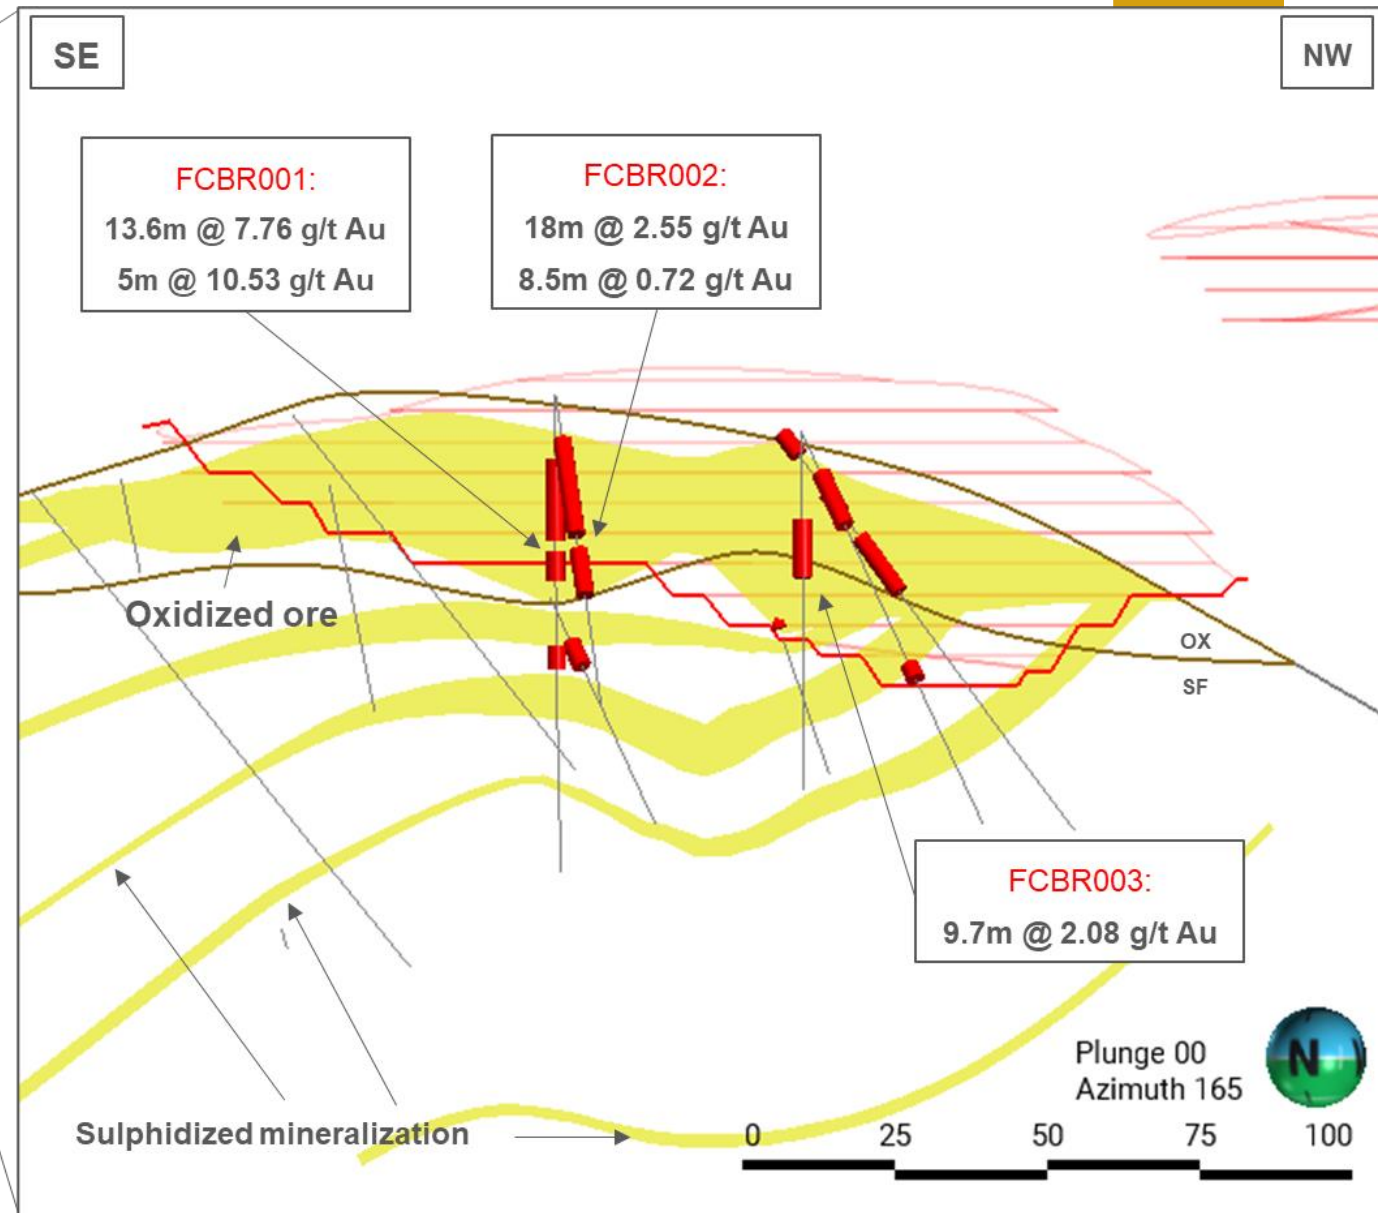 SE
NW
FCBR001:
13.6m @ 7.76 g/t Au
5m @ 10.53 g/t Au
FCBR002:
18m @ 2.55 g/t Au
8.5m @ 0.72 g/t Au
Oxidized ore
OX
SF
FCBR003:
9.7m @ 2.08 g/t Au
Plunge 00
Azimuth 165
N
Sulphidized mineralization
0 25 50 75 100